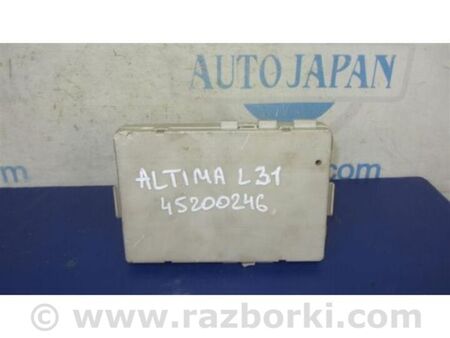 AUTO JAPAN
ALTIMA L31
45200246
www.razborki.com